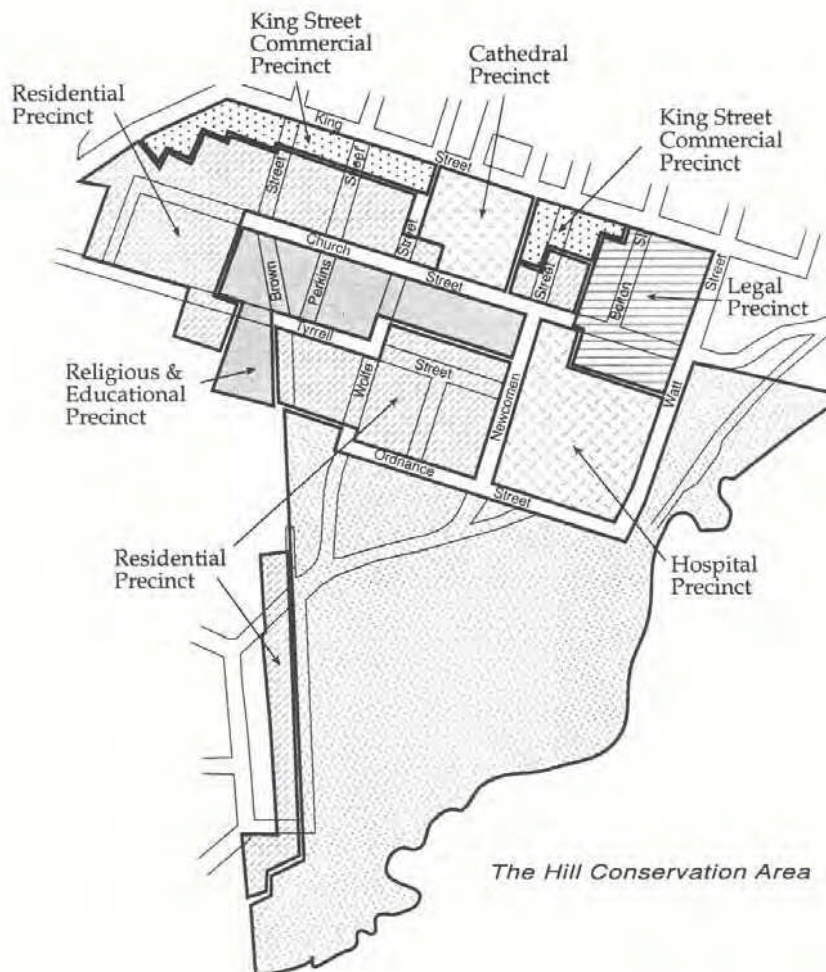 King Street
Commercial
Precinct
Cathedral
Precinct
Residential
Precinct
King Street
Commercial
Precinct
King
Street
Street
Street
Street
Church
Street
Street
Bolton
St
Street
Legal
Precinct
Brown
Perkins
Tyrrell
Religious &
Educational
Precinct
Wolfe
Street
Newcomen
Watt
Ordnance
Street
Residential
Precinct
Hospital
Precinct
The Hill Conservation Area